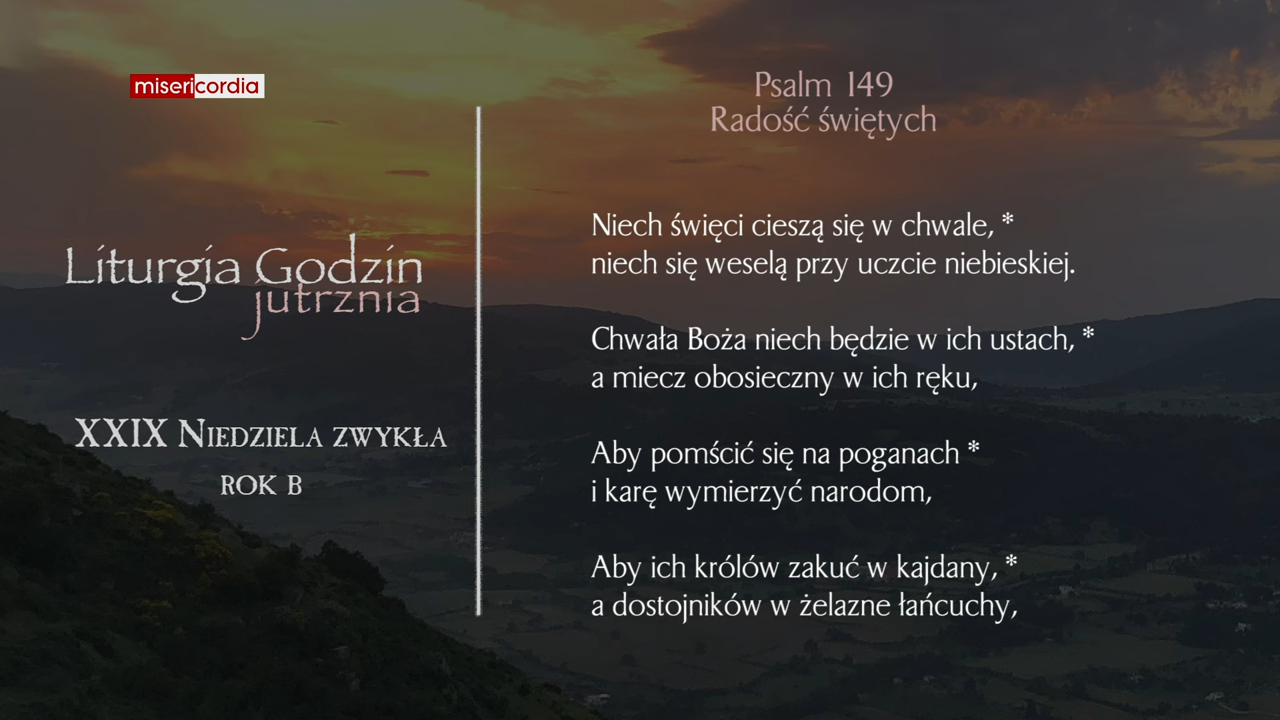 misericordia
Liturgia Godzin
jutrznia
XXIX Niedziela zwykła
rok B
Psalm 149
Radość świętych
Niech święci cieszą się w chwale, *
niech się weselą przy uczcie niebieskiej.
Chwała Boża niech będzie w ich ustach, *
a miecz obosieczny w ich ręku,
Aby pomścić się na poganach *
i karę wymierzyć narodom,
Aby ich królów zakuć w kajdany, *
a dostojników w żelazne łańcuchy,